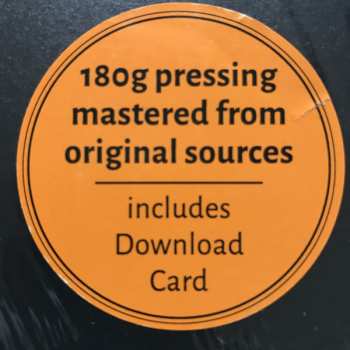 180g pressing
mastered from
original sources
includes
Download
Card